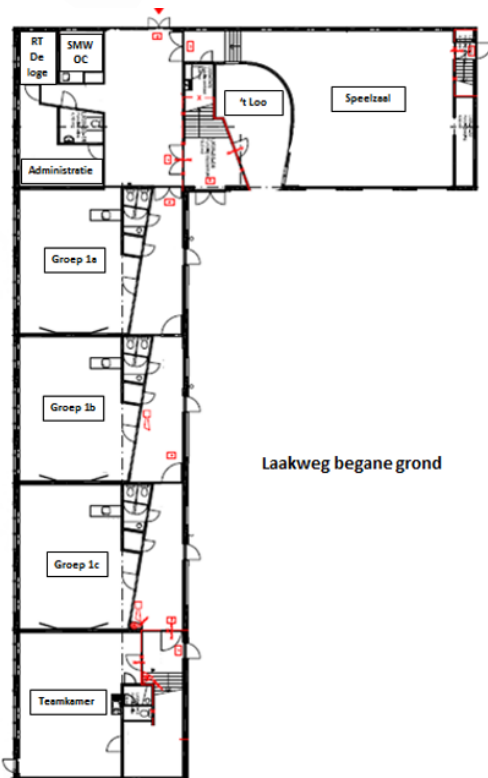 RT
De
loge
SMW
OC
't Loo
Speelzaal
Administratie
Groep 1a
Groep 1b
Laakweg begane grond
Groep 1c
Teamkamer